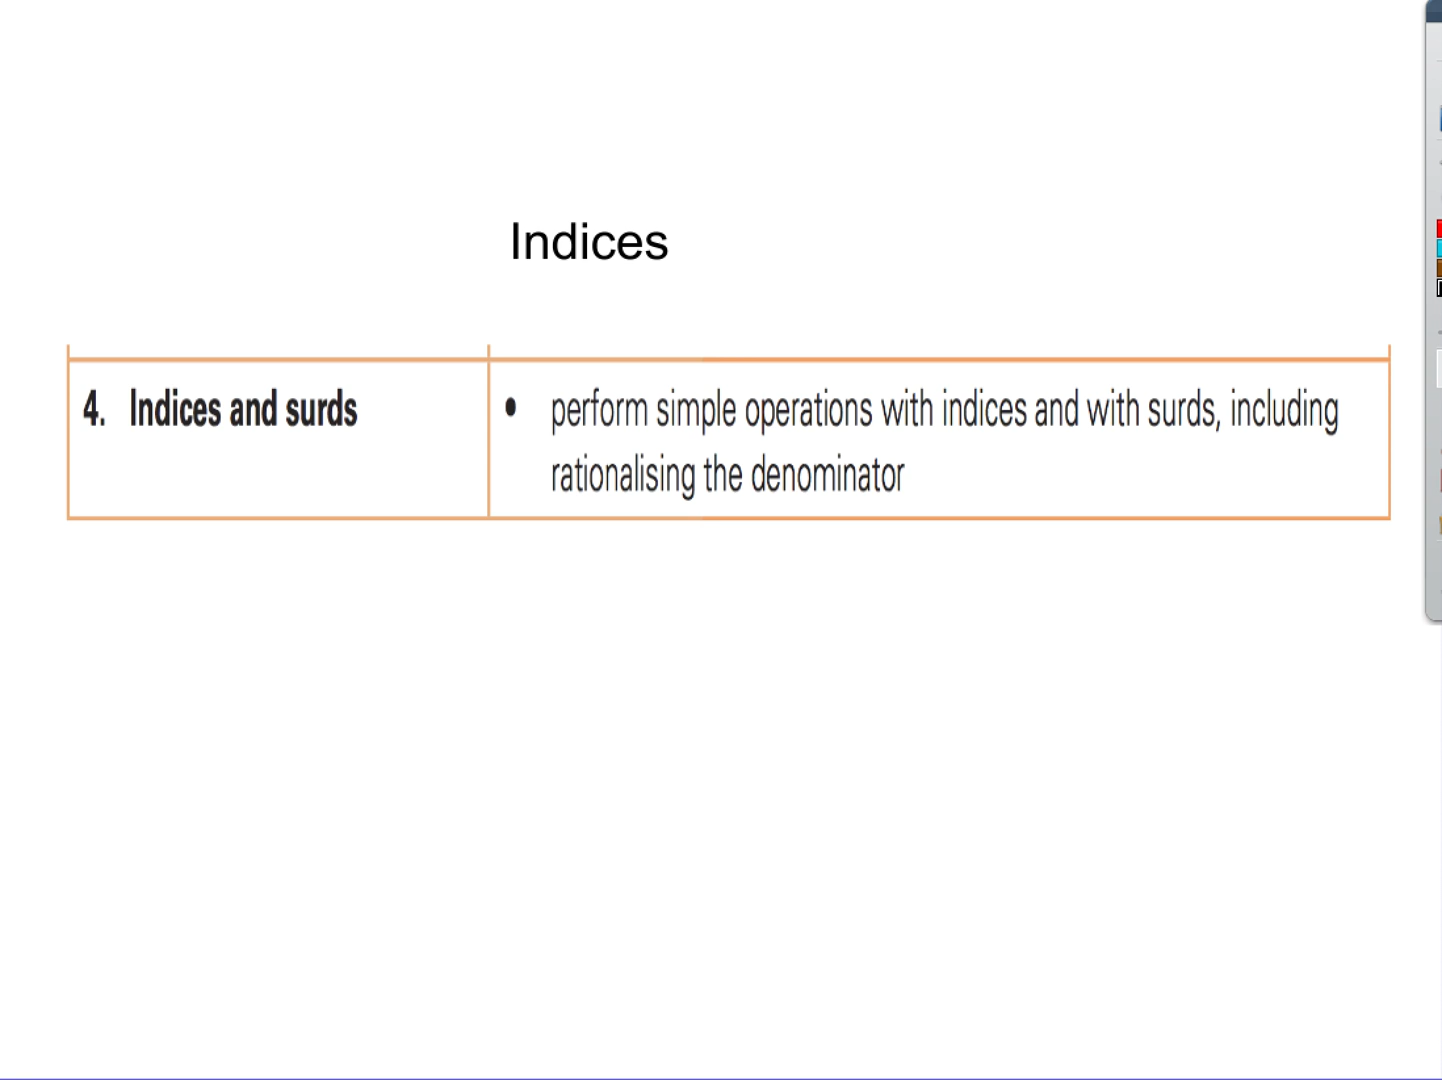 Indices
4. Indices and surds
• perform simple operations with indices and with surds, including
rationalising the denominator